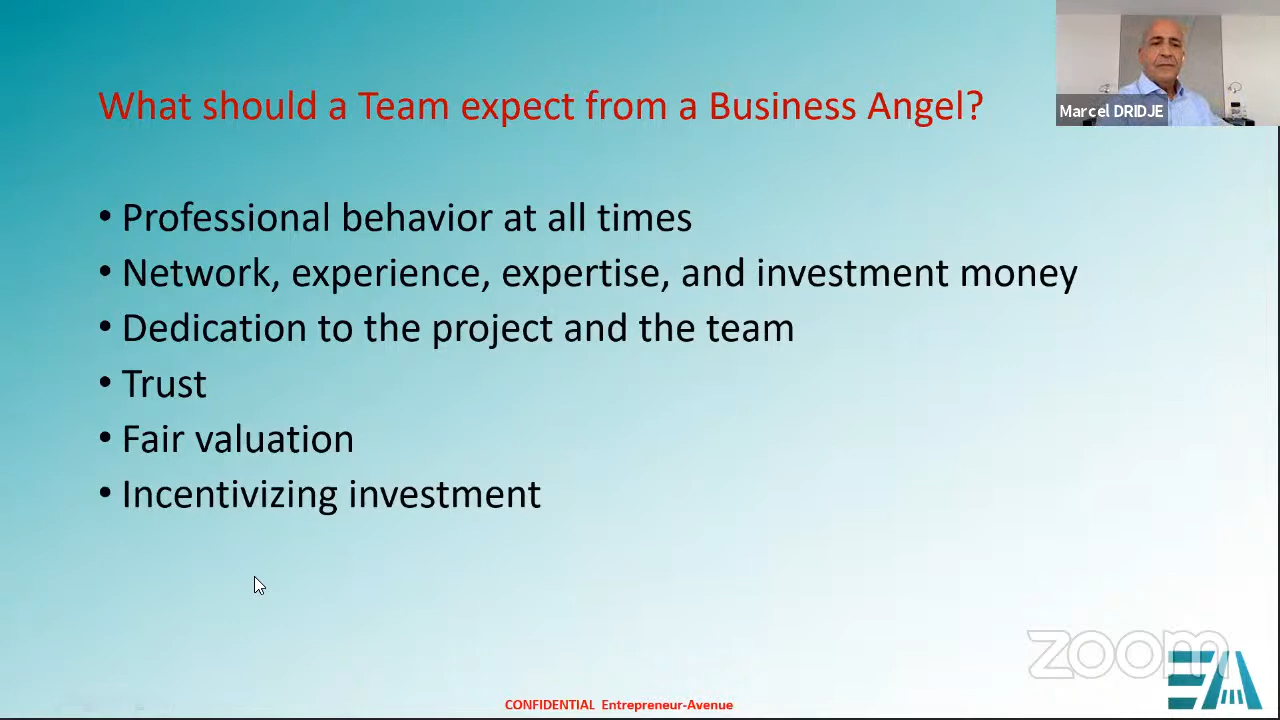 What should a Team expect from a Business Angel?
Marcel DRIDJE
• Professional behavior at all times
• Network, experience, expertise, and investment money
• Dedication to the project and the team
• Trust
• Fair valuation
• Incentivizing investment
zoom
EA
CONFIDENTIAL Entrepreneur-Avenue